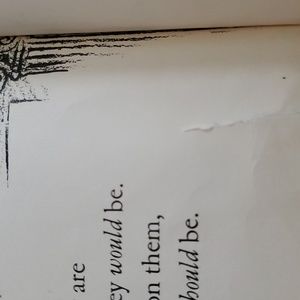 are
ey would be.
on them,
hould be.